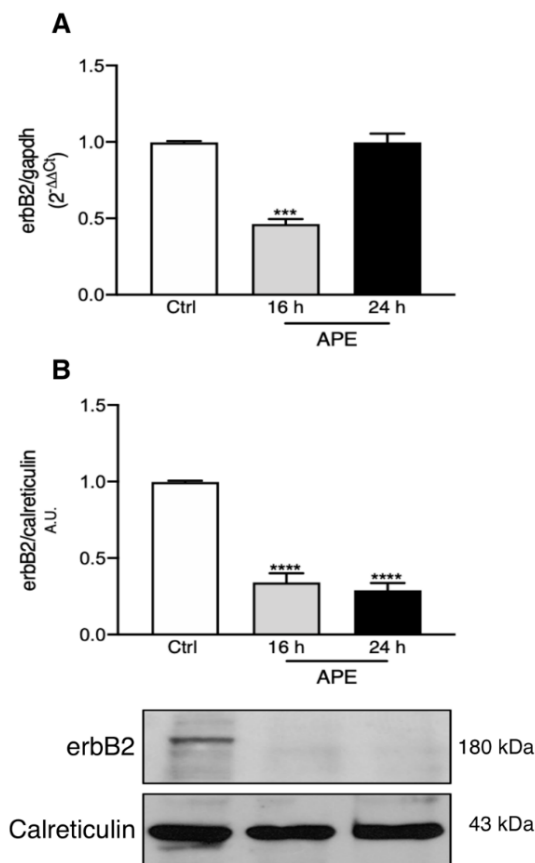 A
1.5
1.0
0.5
0.0
erbB2/gapdh
(2^-ΔΔCt)
***
Ctrl 16 h 24 h
APE
B
1.5
1.0
0.5
0.0
erbB2/calreticulin
A.U.
**** ****
Ctrl 16 h 24 h
APE
erbB2 180 kDa
Calreticulin 43 kDa